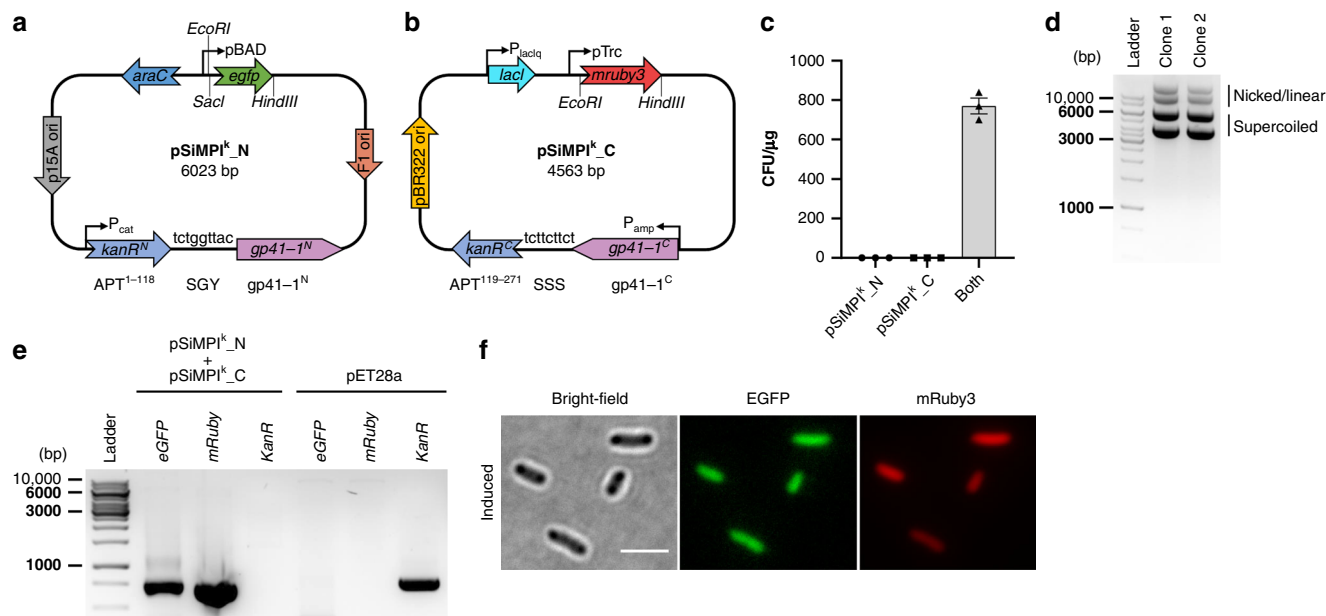 a
EcoRI
pBAD
araC
egfp
SacI
HindIII
p15A ori
F1 ori
pSiMPIᵏ_N
6023 bp
Pcat
tctggttac
kanRᴺ
gp41–1ᴺ
APT¹⁻¹¹⁸
SGY
gp41–1ᴺ
b
Placlq
pTrc
lacI
mruby3
EcoRI
HindIII
pBR322 ori
pSiMPIᵏ_C
4563 bp
Pamp
tcttcttct
kanRᶜ
gp41–1ᶜ
APT¹¹⁹⁻²⁷¹
SSS
gp41–1ᶜ
c
CFU/µg
1000
800
600
400
200
0
pSiMPIᵏ_N
pSiMPIᵏ_C
Both
d
(bp)
Ladder
Clone 1
Clone 2
10,000
6000
3000
1000
Nicked/linear
Supercoiled
e
pSiMPIᵏ_N
+
pSiMPIᵏ_C
pET28a
(bp)
Ladder
eGFP
mRuby
KanR
eGFP
mRuby
KanR
10,000
6000
3000
1000
f
Bright-field
EGFP
mRuby3
Induced